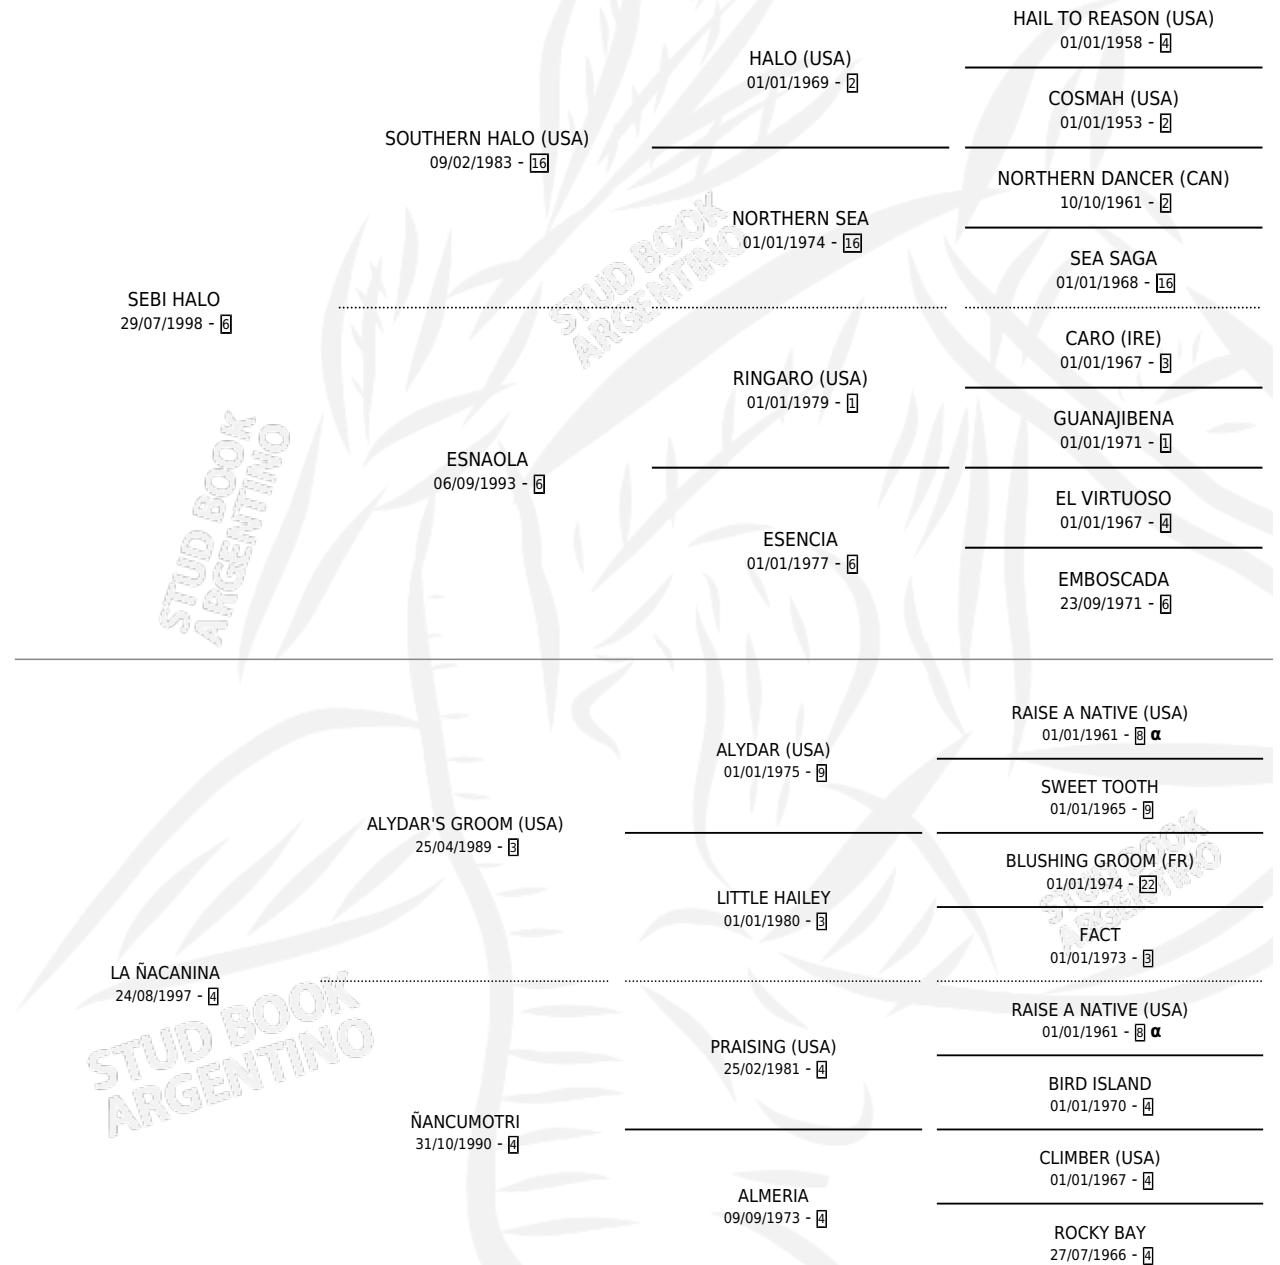 HAIL TO REASON (USA)
01/01/1958 - 4
HALO (USA)
01/01/1969 - 2
COSMAH (USA)
01/01/1953 - 2
SOUTHERN HALO (USA)
09/02/1983 - 16
NORTHERN DANCER (CAN)
10/10/1961 - 2
NORTHERN SEA
01/01/1974 - 16
SEA SAGA
01/01/1968 - 16
SEBI HALO
29/07/1998 - 6
CARO (IRE)
01/01/1967 - 3
RINGARO (USA)
01/01/1979 - 1
GUANAJIBENA
01/01/1971 - 1
ESNAOLA
06/09/1993 - 6
EL VIRTUOSO
01/01/1967 - 4
ESENCIA
01/01/1977 - 6
EMBOSCADA
23/09/1971 - 6
STUD BOOK
ARGENTINO
STUD BOOK
ARGENTINO
RAISE A NATIVE (USA)
01/01/1961 - 8 α
ALYDAR (USA)
01/01/1975 - 9
SWEET TOOTH
01/01/1965 - 9
ALYDAR'S GROOM (USA)
25/04/1989 - 3
BLUSHING GROOM (FR)
01/01/1974 - 22
LITTLE HAILEY
01/01/1980 - 3
FACT
01/01/1973 - 3
LA ÑACANINA
24/08/1997 - 4
RAISE A NATIVE (USA)
01/01/1961 - 8 α
PRAISING (USA)
25/02/1981 - 4
BIRD ISLAND
01/01/1970 - 4
ÑANCUMOTRI
31/10/1990 - 4
CLIMBER (USA)
01/01/1967 - 4
ALMERIA
09/09/1973 - 4
ROCKY BAY
27/07/1966 - 4
STUD BOOK
ARGENTINO
STUD BOOK
ARGENTINO